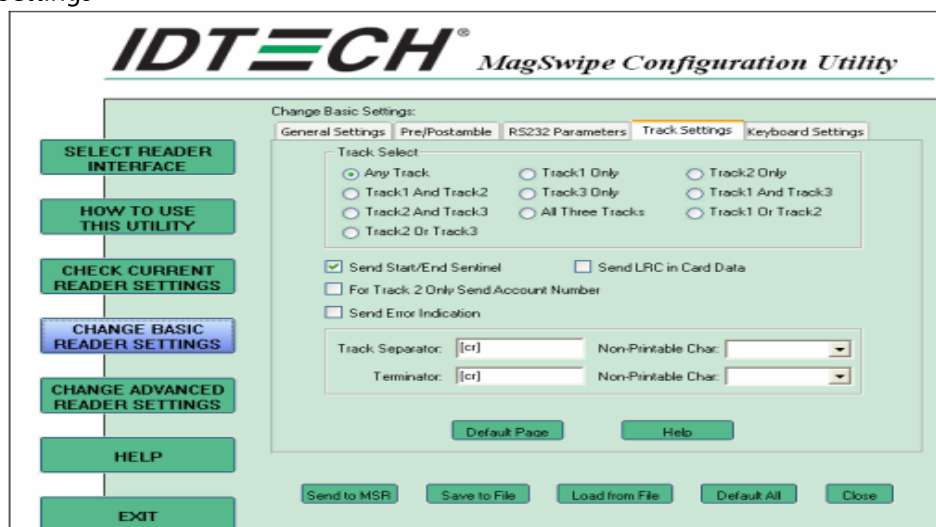 Settings
IDTECH®
MagSwipe Configuration Utility
Change Basic Settings:
General Settings Pre/Postamble RS232 Parameters Track Settings Keyboard Settings
SELECT READER
INTERFACE
HOW TO USE
THIS UTILITY
CHECK CURRENT
READER SETTINGS
CHANGE BASIC
READER SETTINGS
CHANGE ADVANCED
READER SETTINGS
HELP
EXIT
Track Select
Any Track Track1 Only Track2 Only
Track1 And Track2 Track3 Only Track1 And Track3
Track2 And Track3 All Three Tracks Track1 Or Track2
Track2 Or Track3
Send Start/End Sentinel Send LRC in Card Data
For Track 2 Only Send Account Number
Send Error Indication
Track Separator: [cr] Non-Printable Char:
Terminator: [cr] Non-Printable Char:
Default Page Help
Send to MSR Save to File Load from File Default All Close